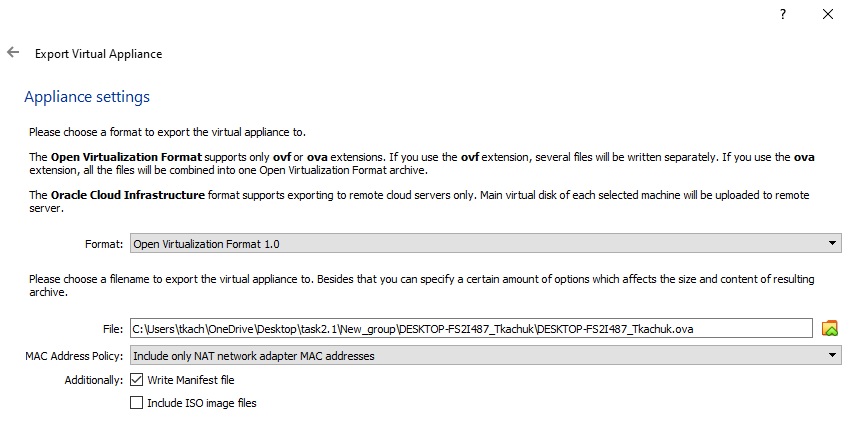 ?
Export Virtual Appliance
Appliance settings
Please choose a format to export the virtual appliance to.
The Open Virtualization Format supports only ovf or ova extensions. If you use the ovf extension, several files will be written separately. If you use the ova
extension, all the files will be combined into one Open Virtualization Format archive.
The Oracle Cloud Infrastructure format supports exporting to remote cloud servers only. Main virtual disk of each selected machine will be uploaded to remote
server.
Format: Open Virtualization Format 1.0
Please choose a filename to export the virtual appliance to. Besides that you can specify a certain amount of options which affects the size and content of resulting
archive.
File: C:\Users\tkach\OneDrive\Desktop\task2.1\New_group\DESKTOP-FS2I487_Tkachuk\DESKTOP-FS2I487_Tkachuk.ova
MAC Address Policy: Include only NAT network adapter MAC addresses
Additionally: Write Manifest file
Include ISO image files